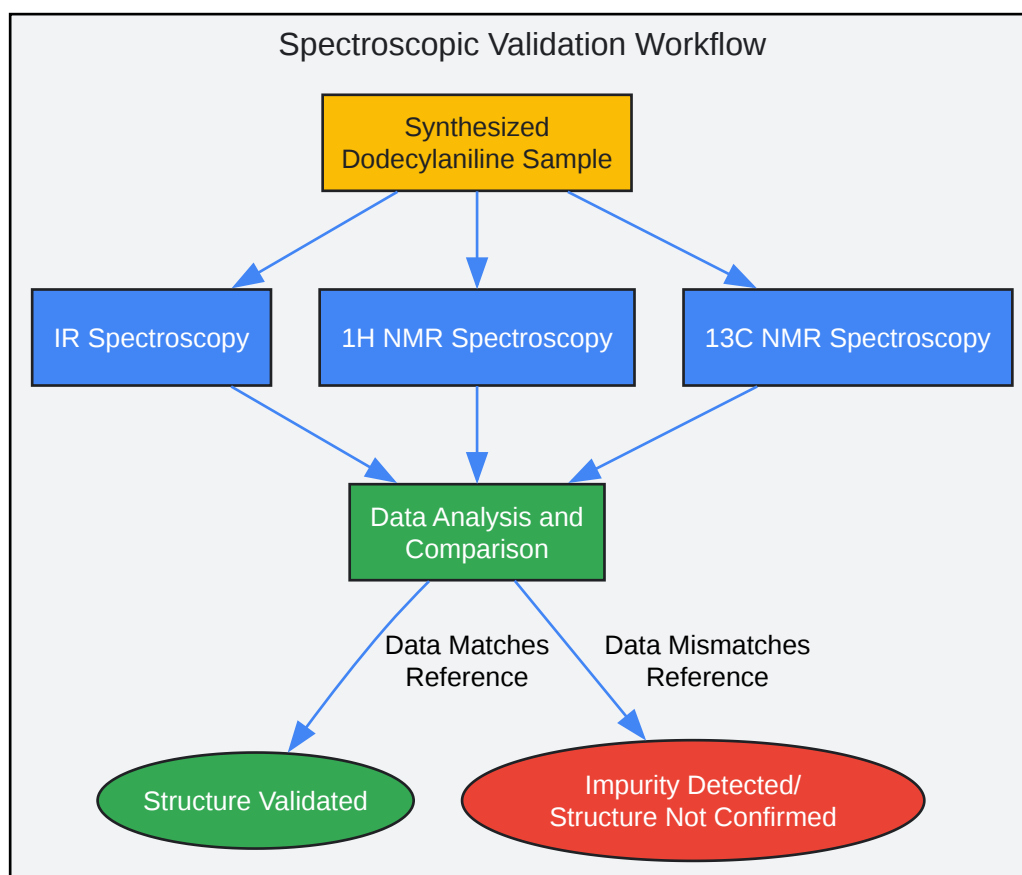 Spectroscopic Validation Workflow
Synthesized
Dodecylaniline Sample
IR Spectroscopy
1H NMR Spectroscopy
13C NMR Spectroscopy
Data Analysis and
Comparison
Data Matches
Reference
Data Mismatches
Reference
Structure Validated
Impurity Detected/
Structure Not Confirmed